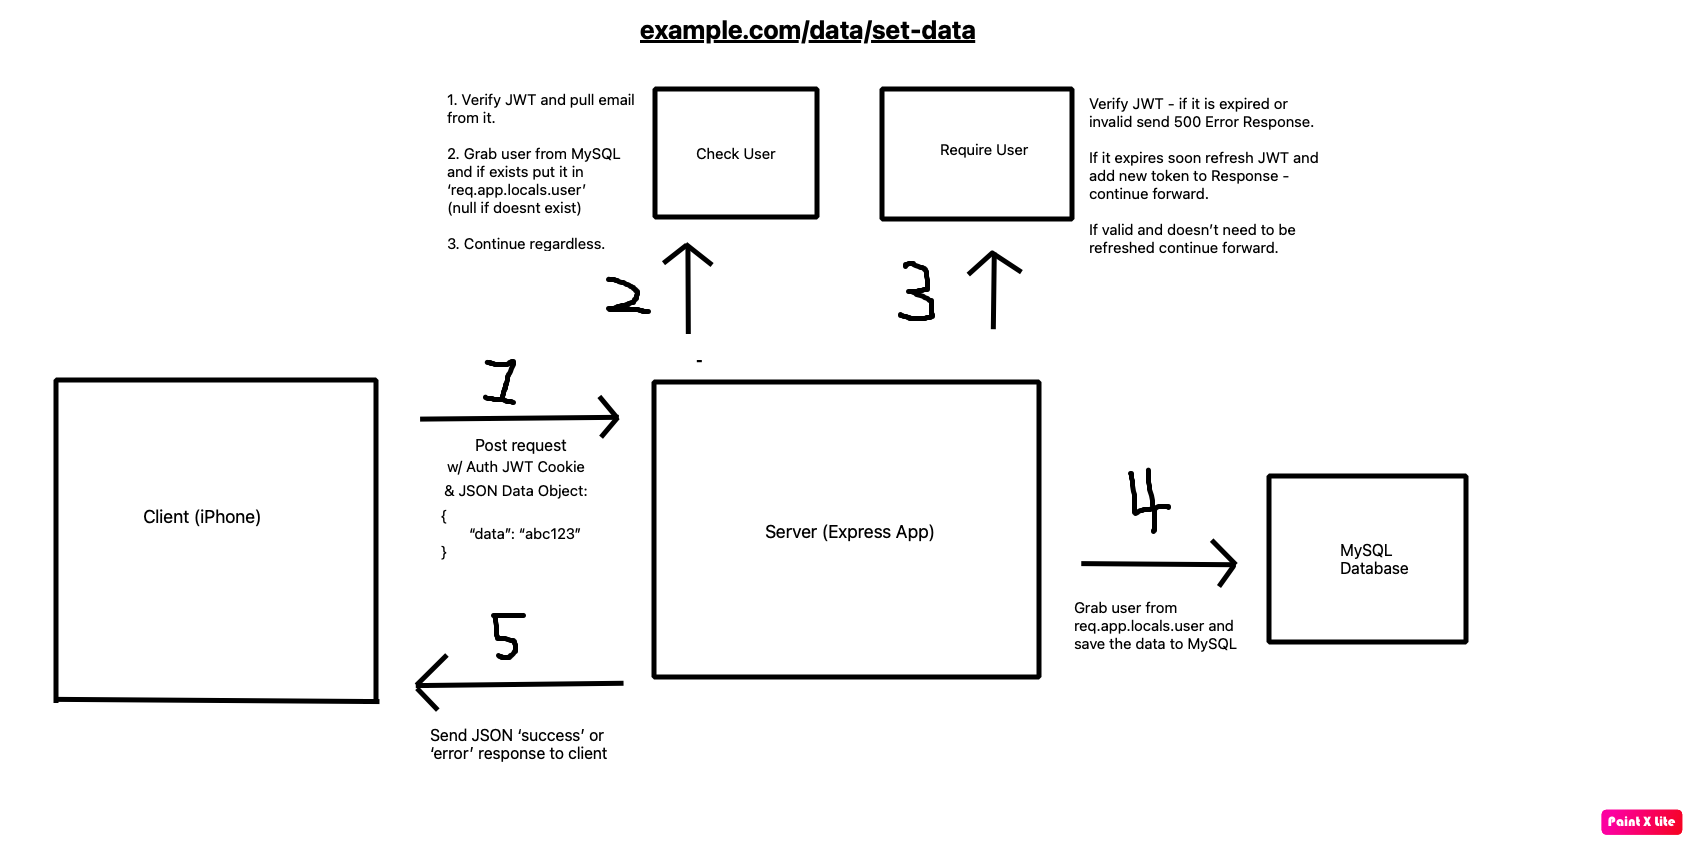 example.com/data/set-data
1. Verify JWT and pull email
from it.
2. Grab user from MySQL
and if exists put it in
‘req.app.locals.user’
(null if doesnt exist)
3. Continue regardless.
Check User
Require User
Verify JWT - if it is expired or
invalid send 500 Error Response.
If it expires soon refresh JWT and
add new token to Response -
continue forward.
If valid and doesn’t need to be
refreshed continue forward.
2
3
-
1
Post request
w/ Auth JWT Cookie
& JSON Data Object:
{
“data”: “abc123”
}
Client (iPhone)
Server (Express App)
4
MySQL
Database
Grab user from
req.app.locals.user and
save the data to MySQL
5
Send JSON ‘success’ or
‘error’ response to client
Paint X Lite